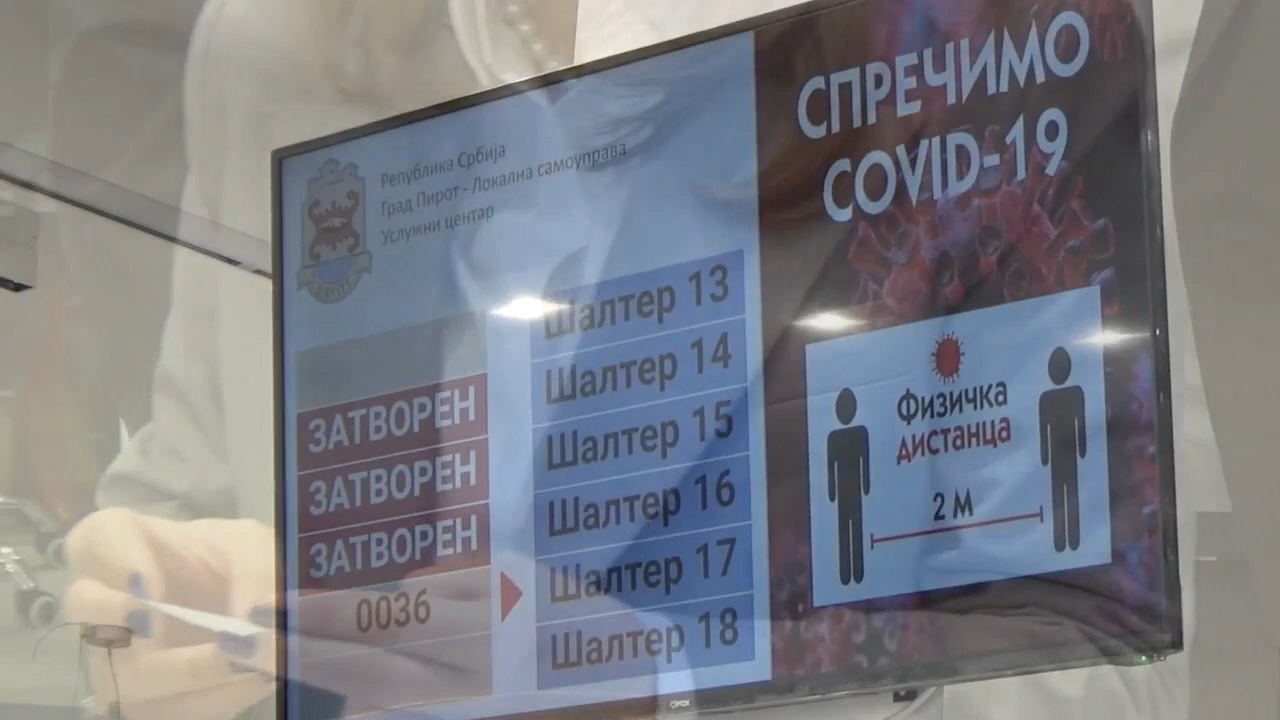 Република Србија
Град Пирот - Локална самоуправа
Услужни центар
Шалтер 13
ЗАТВОРЕН Шалтер 14
ЗАТВОРЕН Шалтер 15
ЗАТВОРЕН Шалтер 16
0036 Шалтер 17
Шалтер 18
СПРЕЧИМО
COVID-19
Физичка
дистанца
2 М